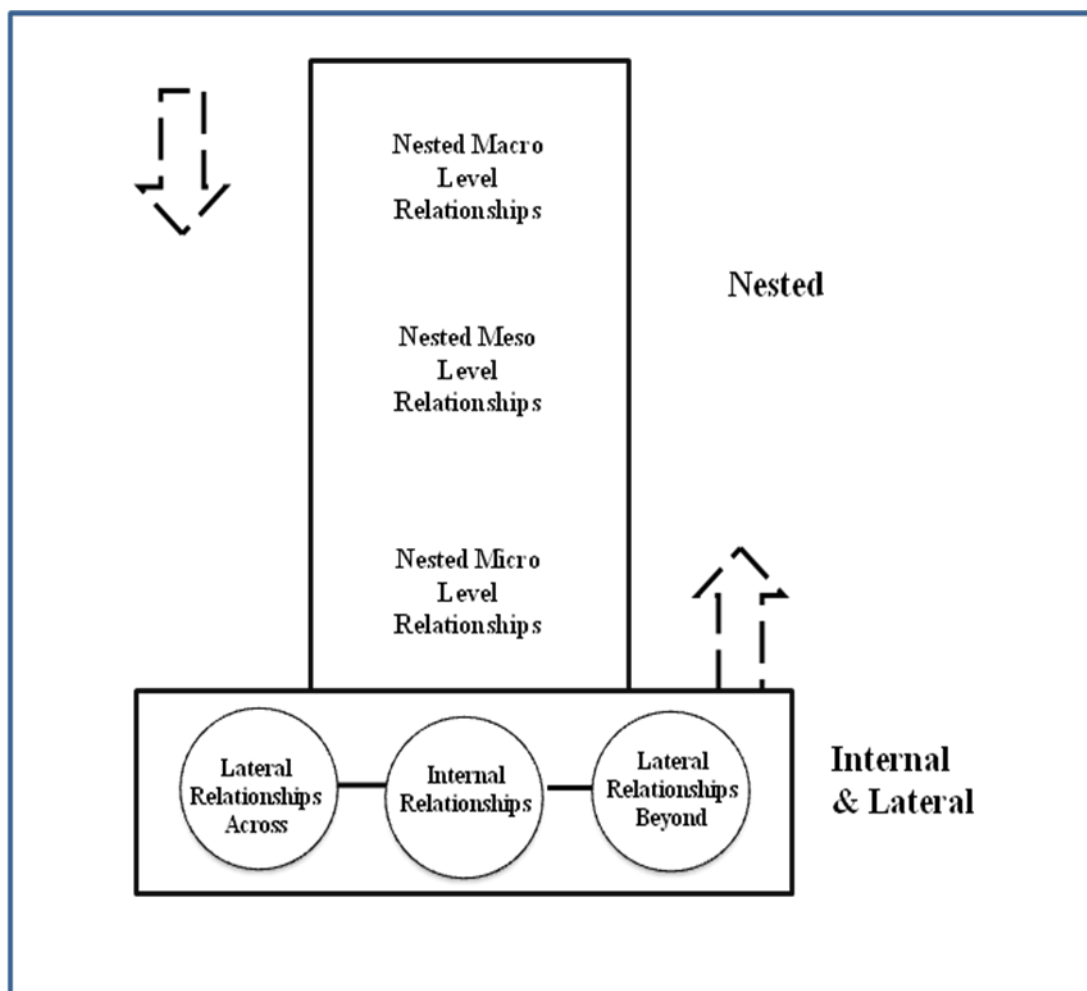 Nested Macro
Level
Relationships
Nested
Nested Meso
Level
Relationships
Nested Micro
Level
Relationships
Lateral
Relationships
Across
Internal
Relationships
Lateral
Relationships
Beyond
Internal
& Lateral